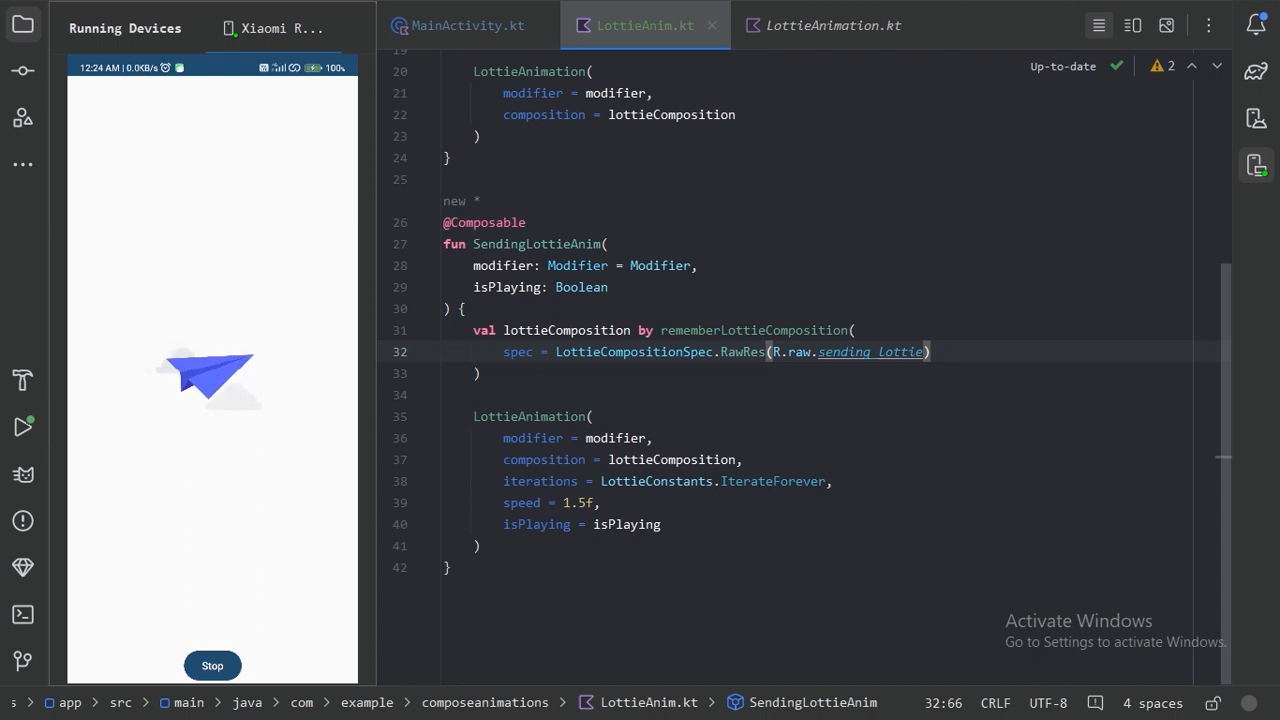 Running Devices
Xiaomi R...
MainActivity.kt
LottieAnim.kt
LottieAnimation.kt
12:24 AM | 0.0KB/s
100%
Up-to-date
2
19
20 LottieAnimation(
21 modifier = modifier,
22 composition = lottieComposition
23 )
24 }
25
new *
26 @Composable
27 fun SendingLottieAnim(
28 modifier: Modifier = Modifier,
29 isPlaying: Boolean
30 ) {
31 val lottieComposition by rememberLottieComposition(
32 spec = LottieCompositionSpec.RawRes(R.raw.sending_lottie)
33 )
34
35 LottieAnimation(
36 modifier = modifier,
37 composition = lottieComposition,
38 iterations = LottieConstants.IterateForever,
39 speed = 1.5f,
40 isPlaying = isPlaying
41 )
42 }
Stop
Activate Windows
Go to Settings to activate Windows.
s > app > src > main > java > com > example > composeanimations > LottieAnim.kt > SendingLottieAnim
32:66 CRLF UTF-8 4 spaces